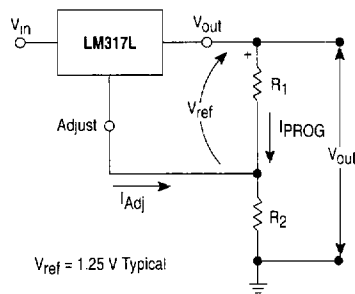 Vin
LM317L
Vout
+
R1
Vref
IPROG
Adjust
Vout
IAdj
R2
Vref = 1.25 V Typical